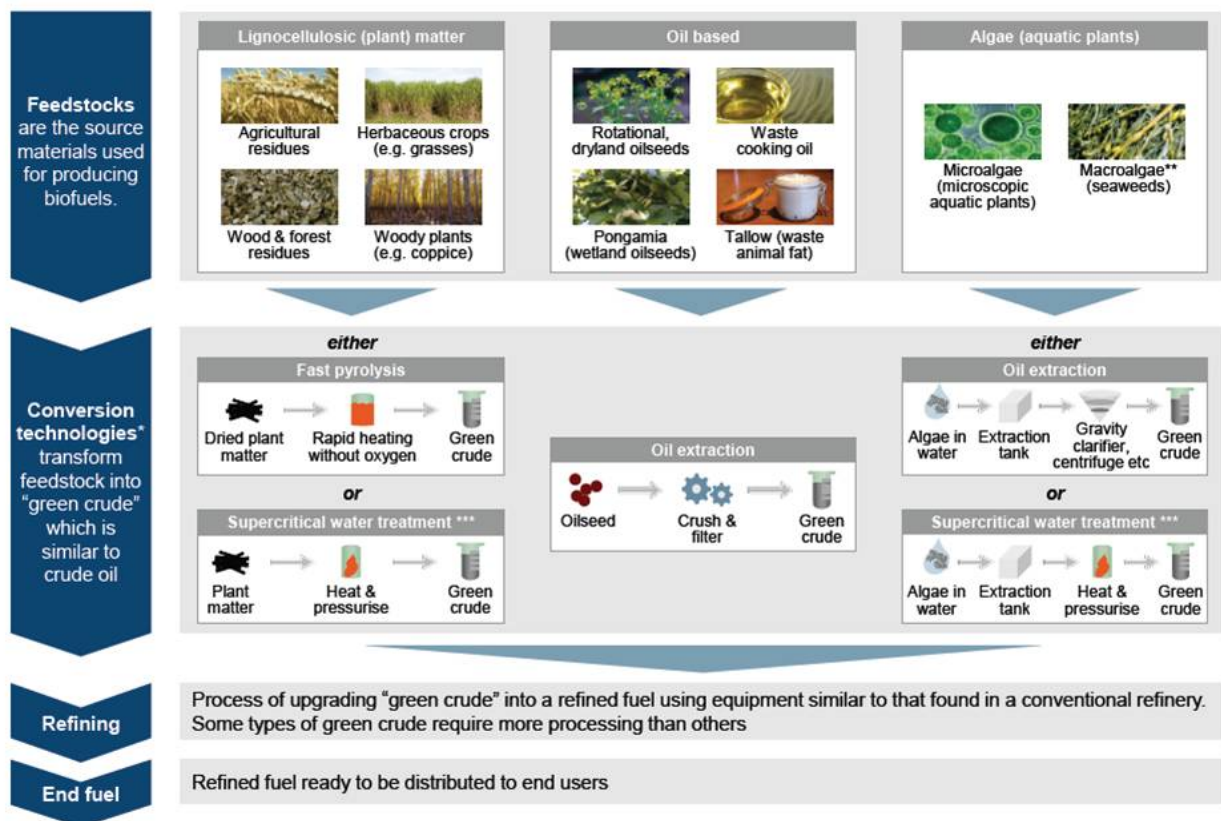 Feedstocks
are the source
materials used
for producing
biofuels.
Lignocellulosic (plant) matter
Agricultural
residues
Herbaceous crops
(e.g. grasses)
Wood & forest
residues
Woody plants
(e.g. coppice)
Oil based
Rotational,
dryland oilseeds
Waste
cooking oil
Pongamia
(wetland oilseeds)
Tallow (waste
animal fat)
Algae (aquatic plants)
Microalgae
(microscopic
aquatic plants)
Macroalgae**
(seaweeds)
Conversion
technologies*
transform
feedstock into
“green crude”
which is
similar to
crude oil
either
Fast pyrolysis
Dried plant
matter
Rapid heating
without oxygen
Green
crude
or
Supercritical water treatment ***
Plant
matter
Heat &
pressurise
Green
crude
Oil extraction
Oilseed
Crush &
filter
Green
crude
either
Oil extraction
Algae in
water
Extraction
tank
Gravity
clarifier,
centrifuge etc
Green
crude
or
Supercritical water treatment ***
Algae in
water
Extraction
tank
Heat &
pressurise
Green
crude
Refining
Process of upgrading “green crude” into a refined fuel using equipment similar to that found in a conventional refinery.
Some types of green crude require more processing than others
End fuel
Refined fuel ready to be distributed to end users